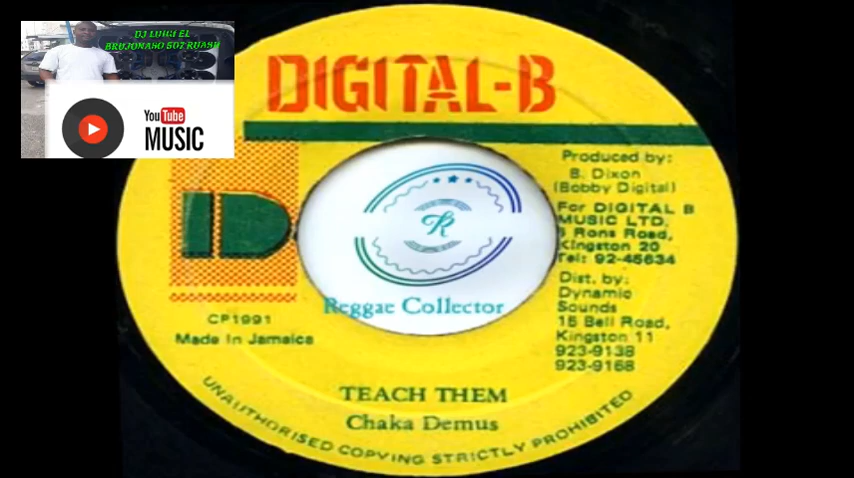 DJ LUIGI EL
BRUJONASO 507 RUASH
YouTube
MUSIC
DIGITAL-B
Produced by:
B. Dixon
(Bobby Digital)
For DIGITAL B
MUSIC LTD.
Rons Road,
Kingston 20
Tel: 92-45634
Dist. by:
Dynamic
Sounds
15 Bell Road,
Kingston 11
923-9138
923-9168
D
R
Reggae Collector
CP1991
Made in Jamaica
TEACH THEM
Chaka Demus
UNAUTHORISED COPYING STRICTLY PROHIBITED